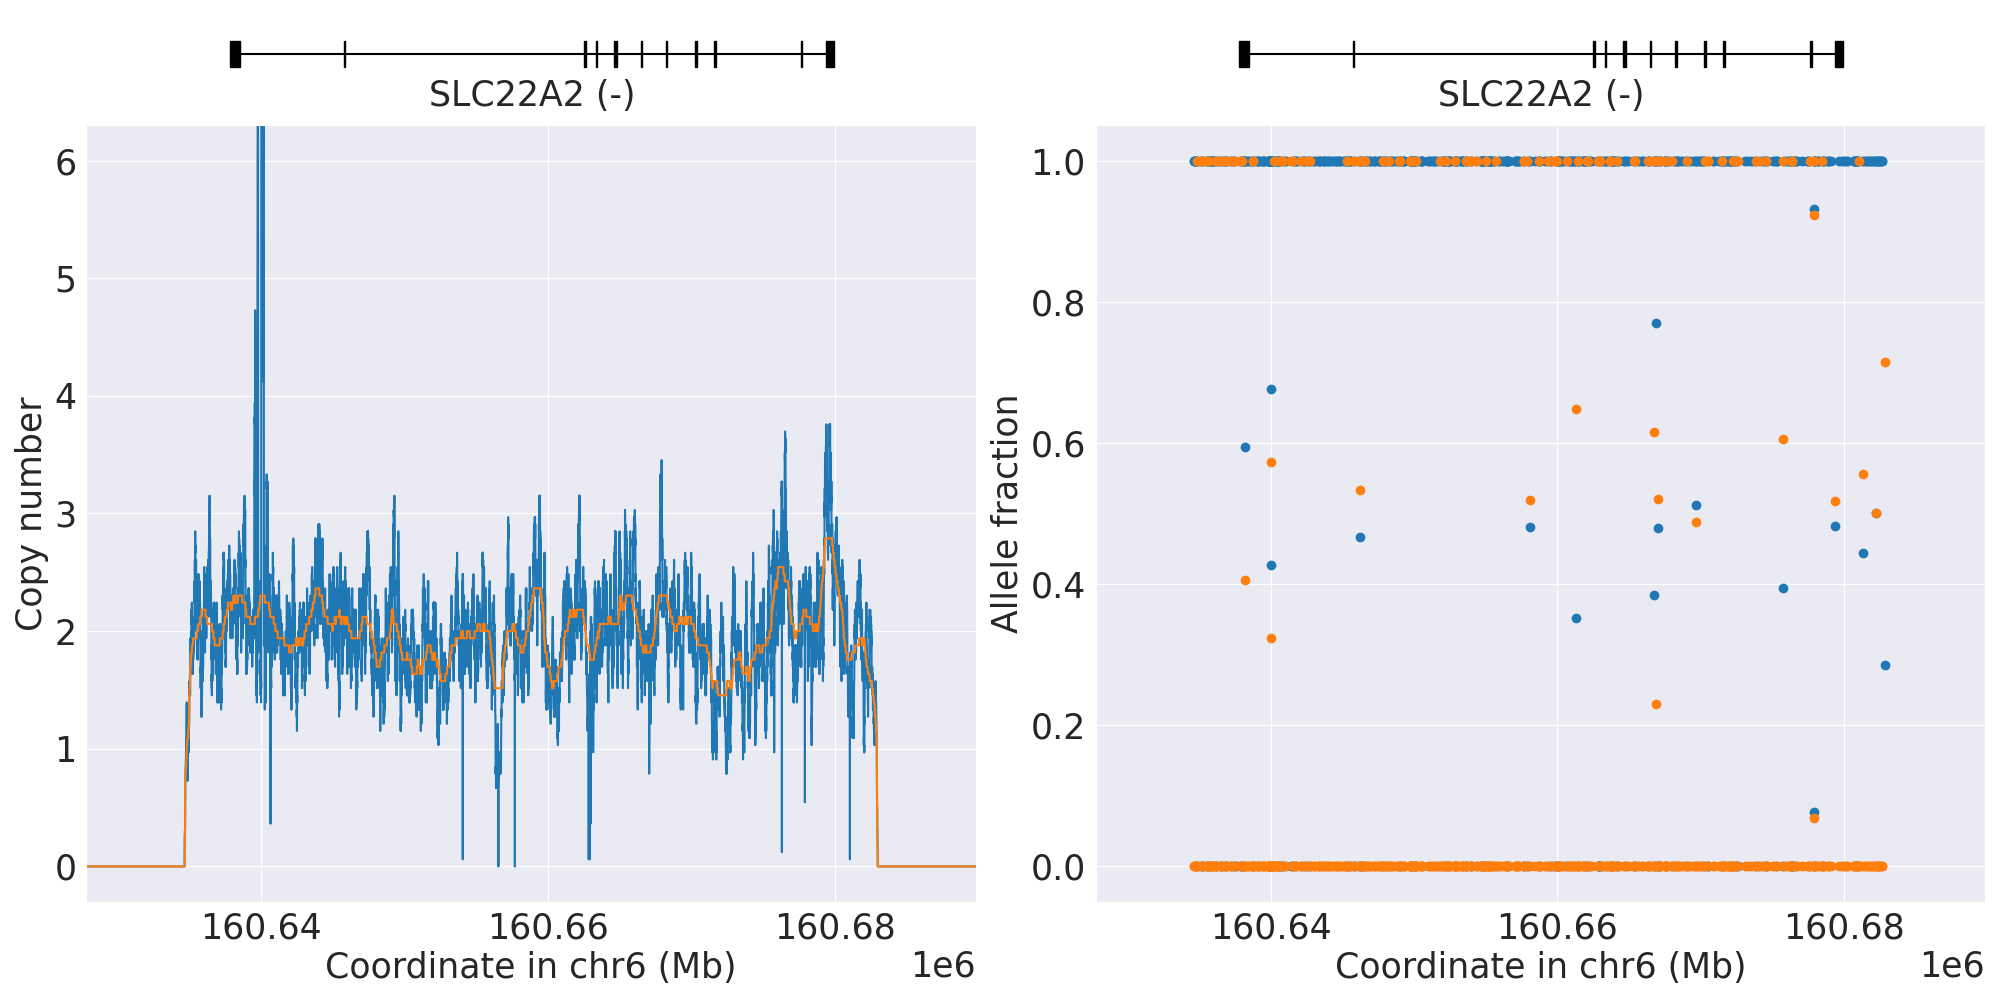 SLC22A2 (-)
6
5
4
3
2
1
0
Copy number
160.64
160.66
160.68
Coordinate in chr6 (Mb)
1e6
SLC22A2 (-)
1.0
0.8
0.6
0.4
0.2
0.0
Allele fraction
160.64
160.66
160.68
Coordinate in chr6 (Mb)
1e6